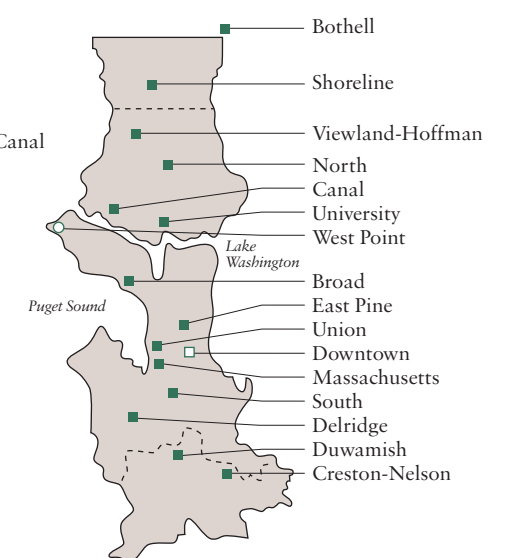 Bothell
Shoreline
Canal
Viewland-Hoffman
North
Canal
University
West Point
Lake
Washington
Broad
East Pine
Puget Sound
Union
Downtown
Massachusetts
South
Delridge
Duwamish
Creston-Nelson